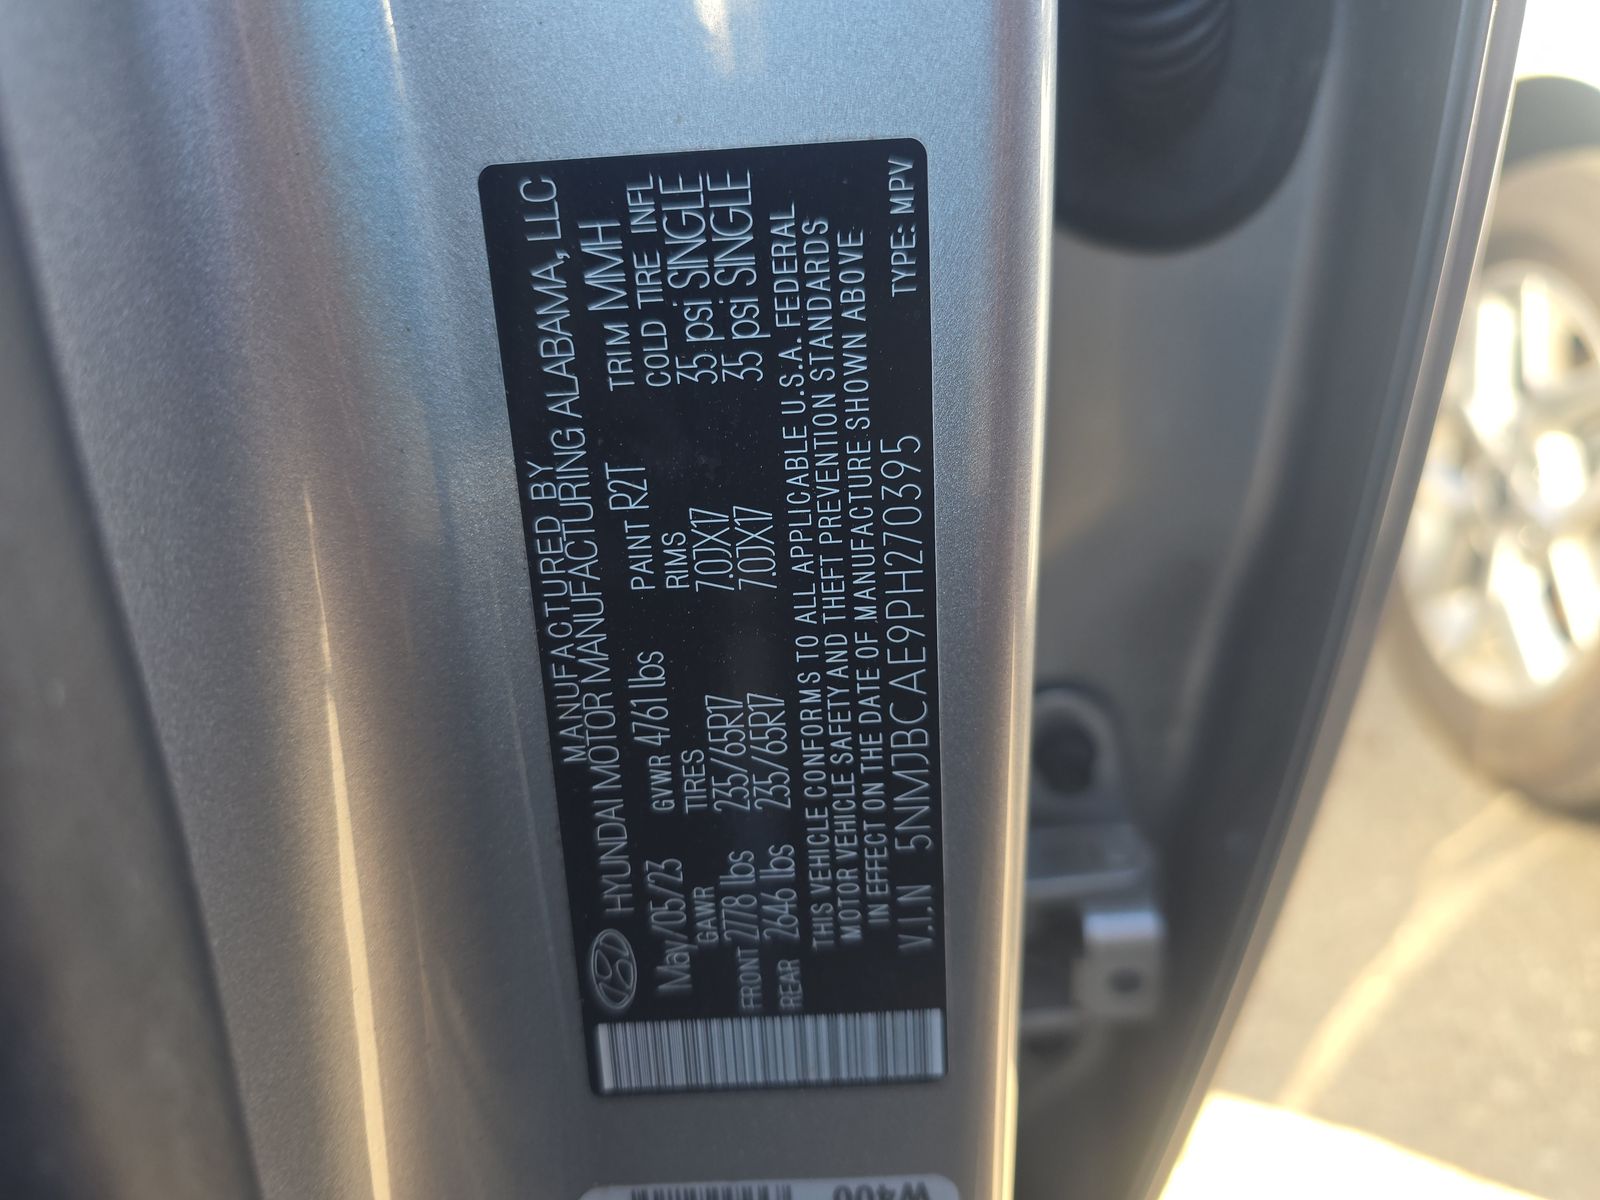 MANUFACTURED BY
HYUNDAI MOTOR MANUFACTURING ALABAMA, LLC
May/05/23 GVWR 4761 lbs PAINT R2T TRIM MMH
GAWR TIRES RIMS COLD TIRE INFL
FRONT 2778 lbs 235/65R17 7.0JX17 35 psi SINGLE
REAR 2646 lbs 235/65R17 7.0JX17 35 psi SINGLE
THIS VEHICLE CONFORMS TO ALL APPLICABLE U.S.A. FEDERAL
MOTOR VEHICLE SAFETY AND THEFT PREVENTION STANDARDS
IN EFFECT ON THE DATE OF MANUFACTURE SHOWN ABOVE
V.I.N 5NMJBCAE9PH270395 TYPE: MPV